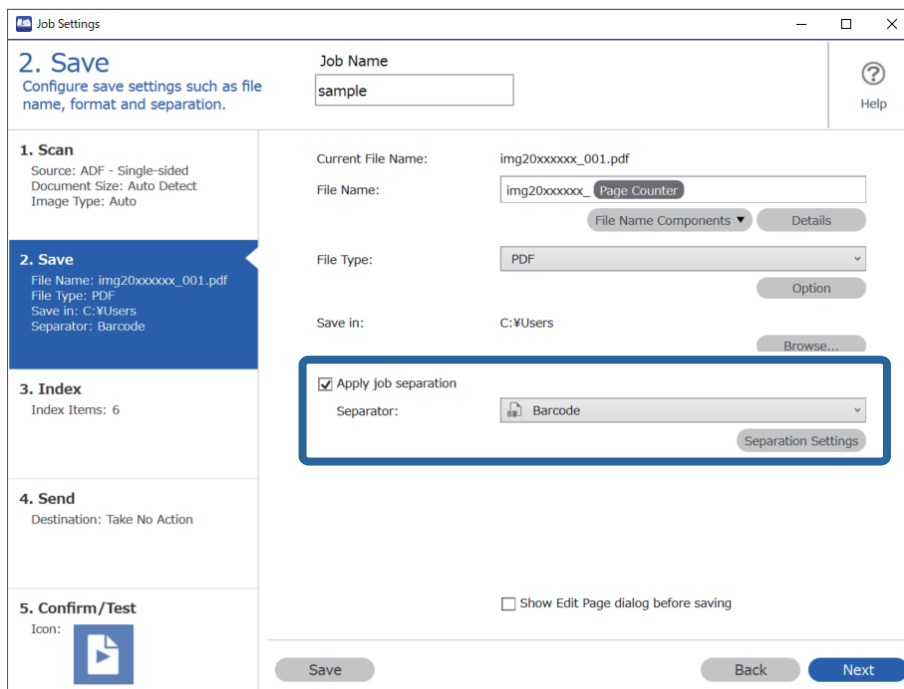 Job Settings
2. Save
Configure save settings such as file
name, format and separation.
Job Name
sample
Help
1. Scan
Source: ADF - Single-sided
Document Size: Auto Detect
Image Type: Auto
2. Save
File Name: img20xxxxxx_001.pdf
File Type: PDF
Save in: C:¥Users
Separator: Barcode
3. Index
Index Items: 6
4. Send
Destination: Take No Action
5. Confirm/Test
Icon:
Current File Name: img20xxxxxx_001.pdf
File Name: img20xxxxxx_ Page Counter
File Name Components ▼ Details
File Type: PDF
Option
Save in: C:¥Users
Browse...
Apply job separation
Separator: Barcode
Separation Settings
Show Edit Page dialog before saving
Save Back Next